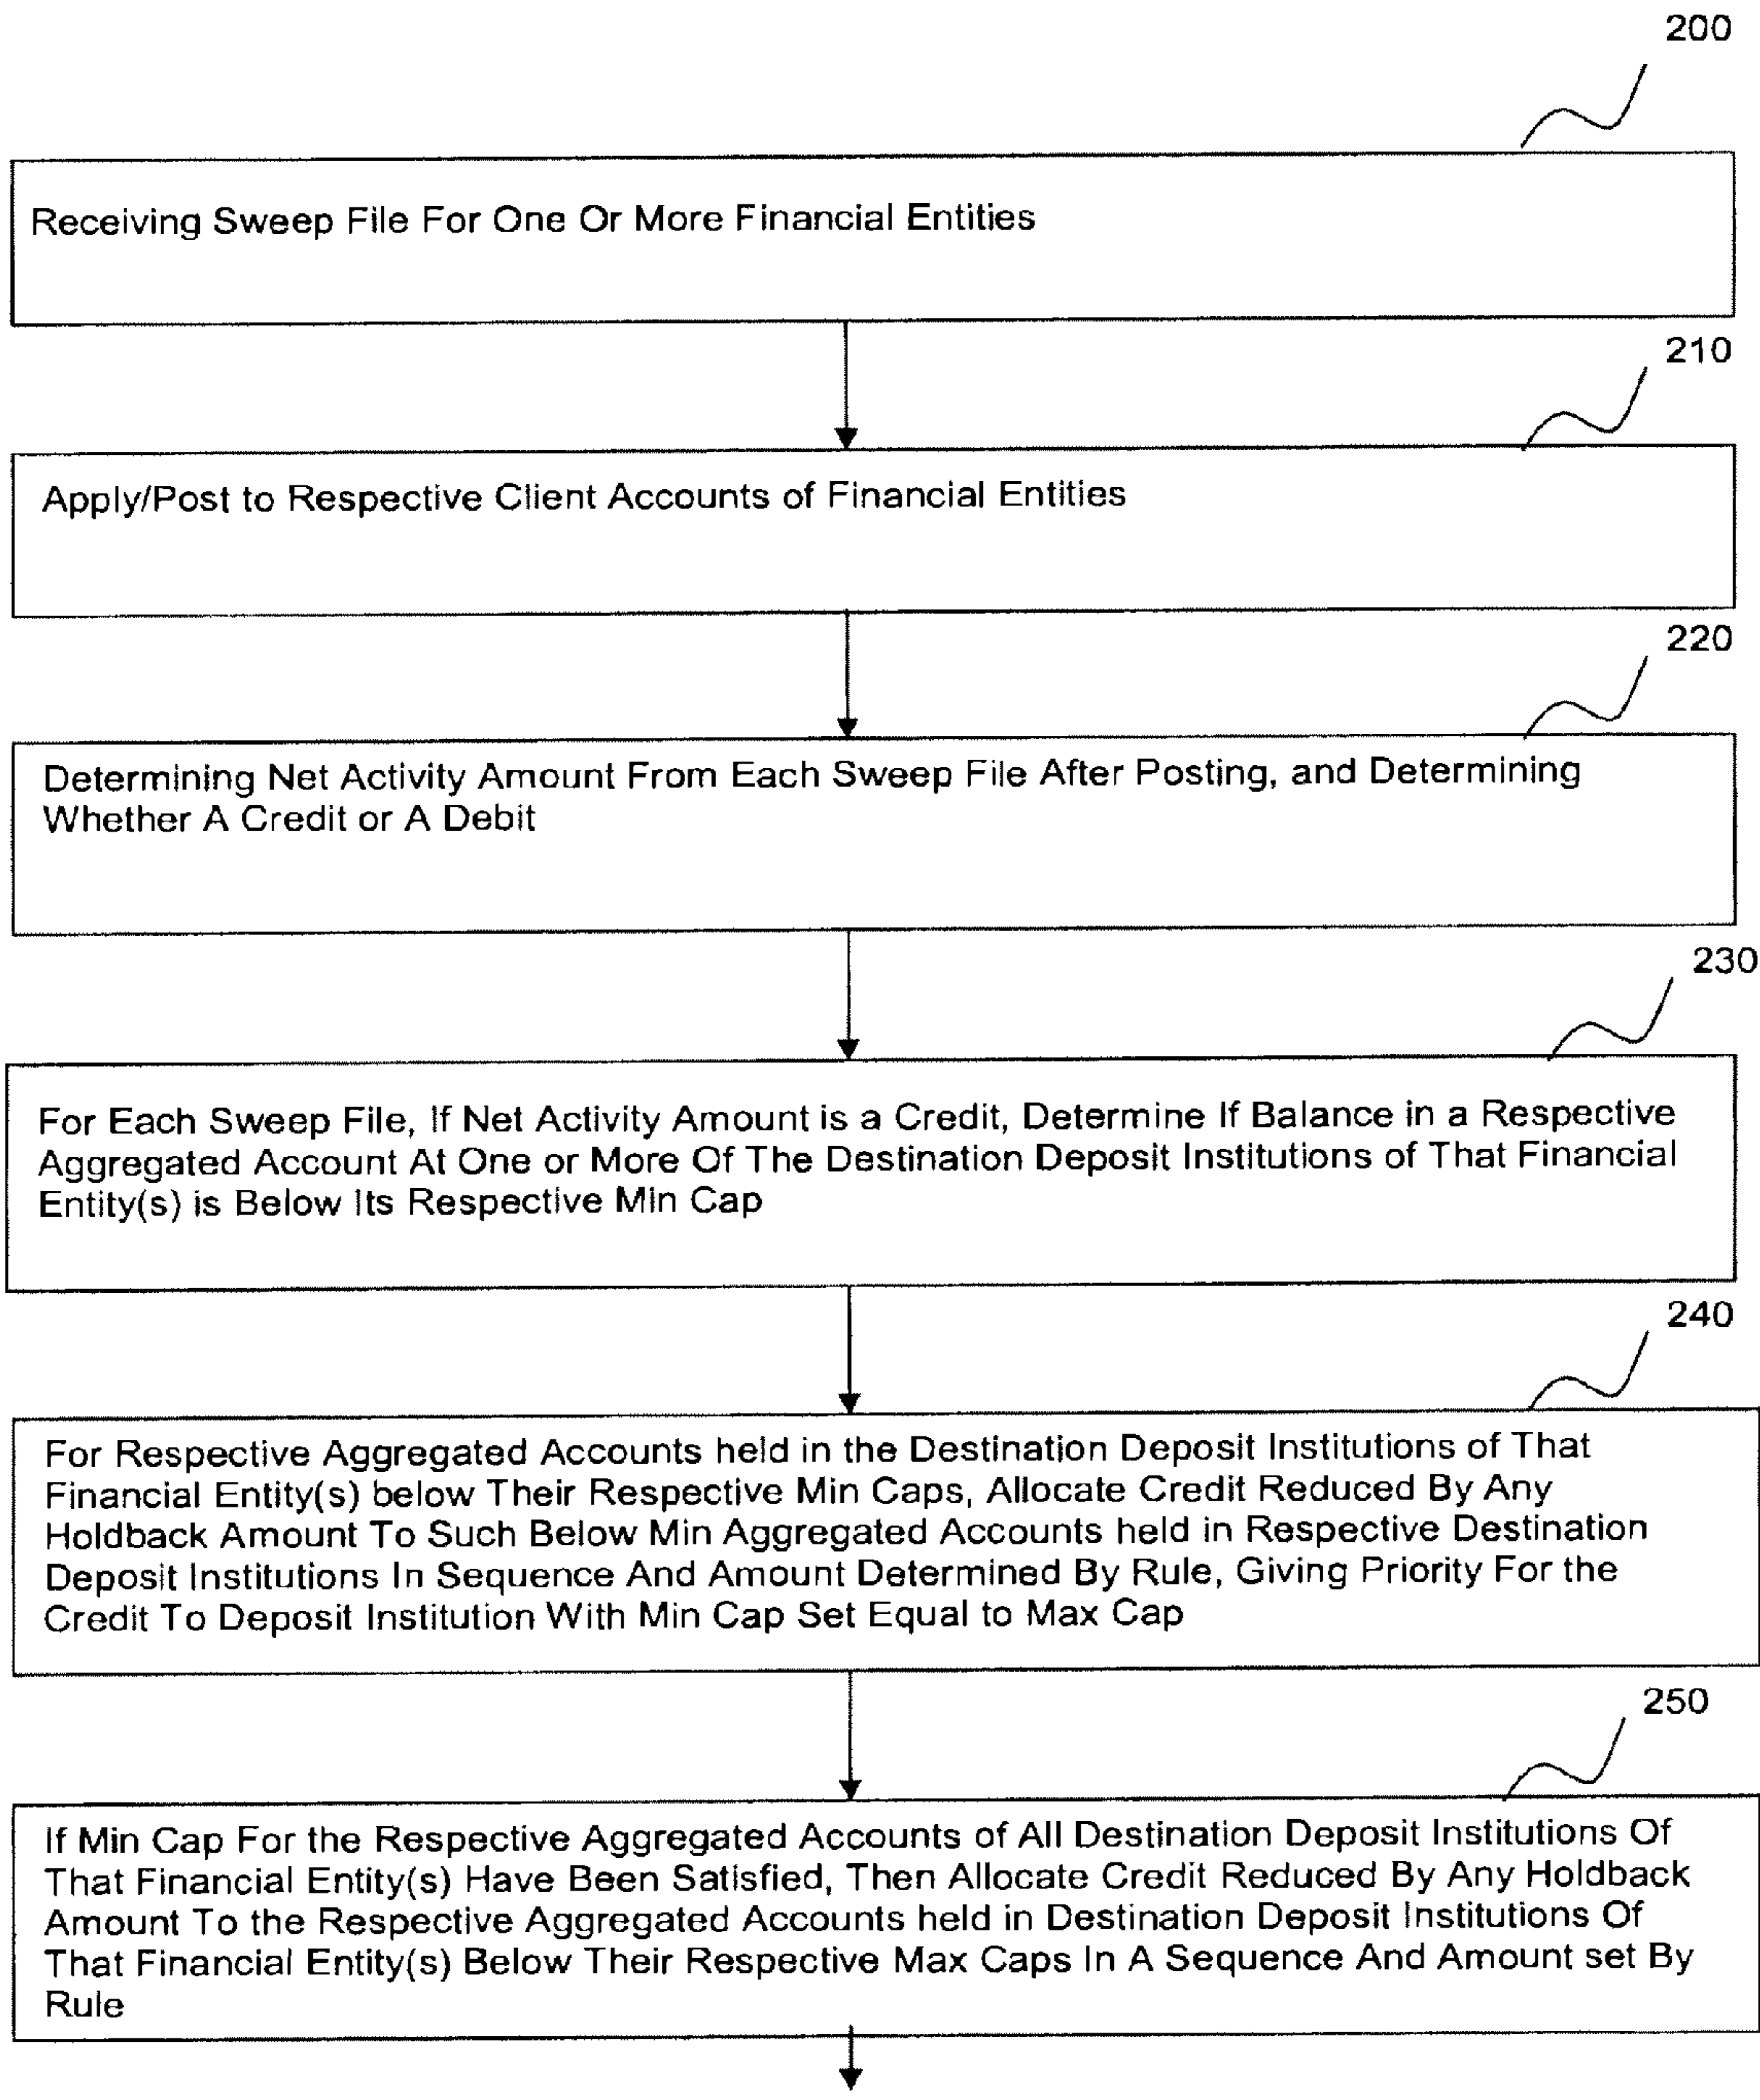 200
Receiving Sweep File For One Or More Financial Entities
210
Apply/Post to Respective Client Accounts of Financial Entities
220
Determining Net Activity Amount From Each Sweep File After Posting, and Determining
Whether A Credit or A Debit
230
For Each Sweep File, If Net Activity Amount is a Credit, Determine If Balance in a Respective
Aggregated Account At One or More Of The Destination Deposit Institutions of That Financial
Entity(s) is Below Its Respective Min Cap
240
For Respective Aggregated Accounts held in the Destination Deposit Institutions of That
Financial Entity(s) below Their Respective Min Caps, Allocate Credit Reduced By Any
Holdback Amount To Such Below Min Aggregated Accounts held in Respective Destination
Deposit Institutions In Sequence And Amount Determined By Rule, Giving Priority For the
Credit To Deposit Institution With Min Cap Set Equal to Max Cap
250
If Min Cap For the Respective Aggregated Accounts of All Destination Deposit Institutions Of
That Financial Entity(s) Have Been Satisfied, Then Allocate Credit Reduced By Any Holdback
Amount To the Respective Aggregated Accounts held in Destination Deposit Institutions Of
That Financial Entity(s) Below Their Respective Max Caps In A Sequence And Amount set By
Rule